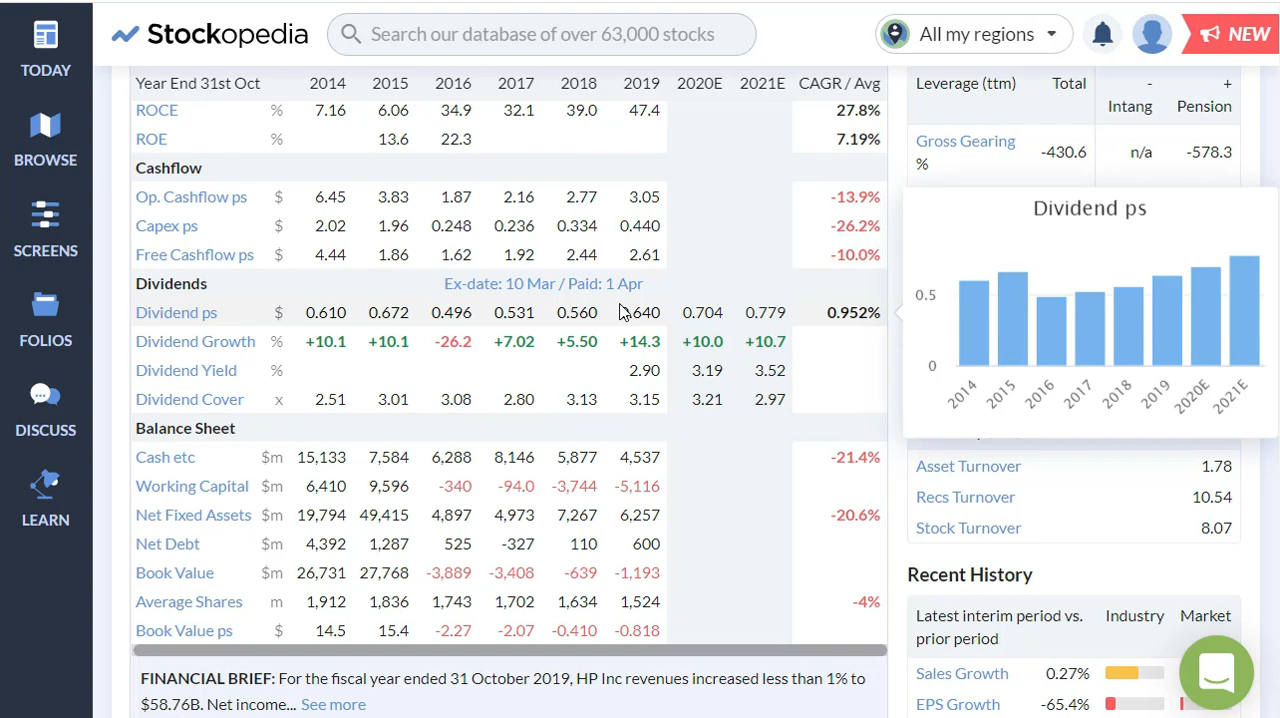 TODAY
BROWSE
SCREENS
FOLIOS
DISCUSS
LEARN
Stockopedia
Search our database of over 63,000 stocks
All my regions
NEW
Year End 31st Oct 2014 2015 2016 2017 2018 2019 2020E 2021E CAGR / Avg
ROCE % 7.16 6.06 34.9 32.1 39.0 47.4 27.8%
ROE % 13.6 22.3 7.19%
Cashflow
Op. Cashflow ps $ 6.45 3.83 1.87 2.16 2.77 3.05 -13.9%
Capex ps $ 2.02 1.96 0.248 0.236 0.334 0.440 -26.2%
Free Cashflow ps $ 4.44 1.86 1.62 1.92 2.44 2.61 -10.0%
Dividends Ex-date: 10 Mar / Paid: 1 Apr
Dividend ps $ 0.610 0.672 0.496 0.531 0.560 .640 0.704 0.779 0.952%
Dividend Growth % +10.1 +10.1 -26.2 +7.02 +5.50 +14.3 +10.0 +10.7
Dividend Yield % 2.90 3.19 3.52
Dividend Cover x 2.51 3.01 3.08 2.80 3.13 3.15 3.21 2.97
Balance Sheet
Cash etc $m 15,133 7,584 6,288 8,146 5,877 4,537 -21.4%
Working Capital $m 6,410 9,596 -340 -94.0 -3,744 -5,116
Net Fixed Assets $m 19,794 49,415 4,897 4,973 7,267 6,257 -20.6%
Net Debt $m 4,392 1,287 525 -327 110 600
Book Value $m 26,731 27,768 -3,889 -3,408 -639 -1,193
Average Shares m 1,912 1,836 1,743 1,702 1,634 1,524 -4%
Book Value ps $ 14.5 15.4 -2.27 -2.07 -0.410 -0.818
FINANCIAL BRIEF: For the fiscal year ended 31 October 2019, HP Inc revenues increased less than 1% to
$58.76B. Net income... See more
Leverage (ttm) Total - Intang + Pension
Gross Gearing % -430.6 n/a -578.3
Dividend ps
0.5
0
2014 2015 2016 2017 2018 2019 2020E 2021E
Asset Turnover 1.78
Recs Turnover 10.54
Stock Turnover 8.07
Recent History
Latest interim period vs. prior period Industry Market
Sales Growth 0.27%
EPS Growth -65.4%